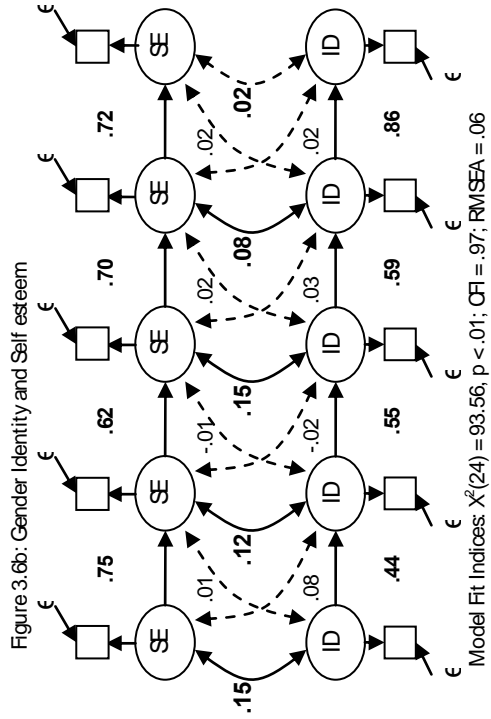 Figure 3.6b: Gender Identity and Self esteem
ϵ ϵ ϵ ϵ ϵ
.75 .62 .70 .72
SE SE SE SE SE
.01 -.01 .02 .02
.15 .12 .15 .08 .02
.08 -.02 .03 .02
ID ID ID ID ID
.44 .55 .59 .86
ϵ ϵ ϵ ϵ ϵ
Model Fit Indices: X²(24) = 93.56, p < .01; CFI = .97; RMSEA = .06